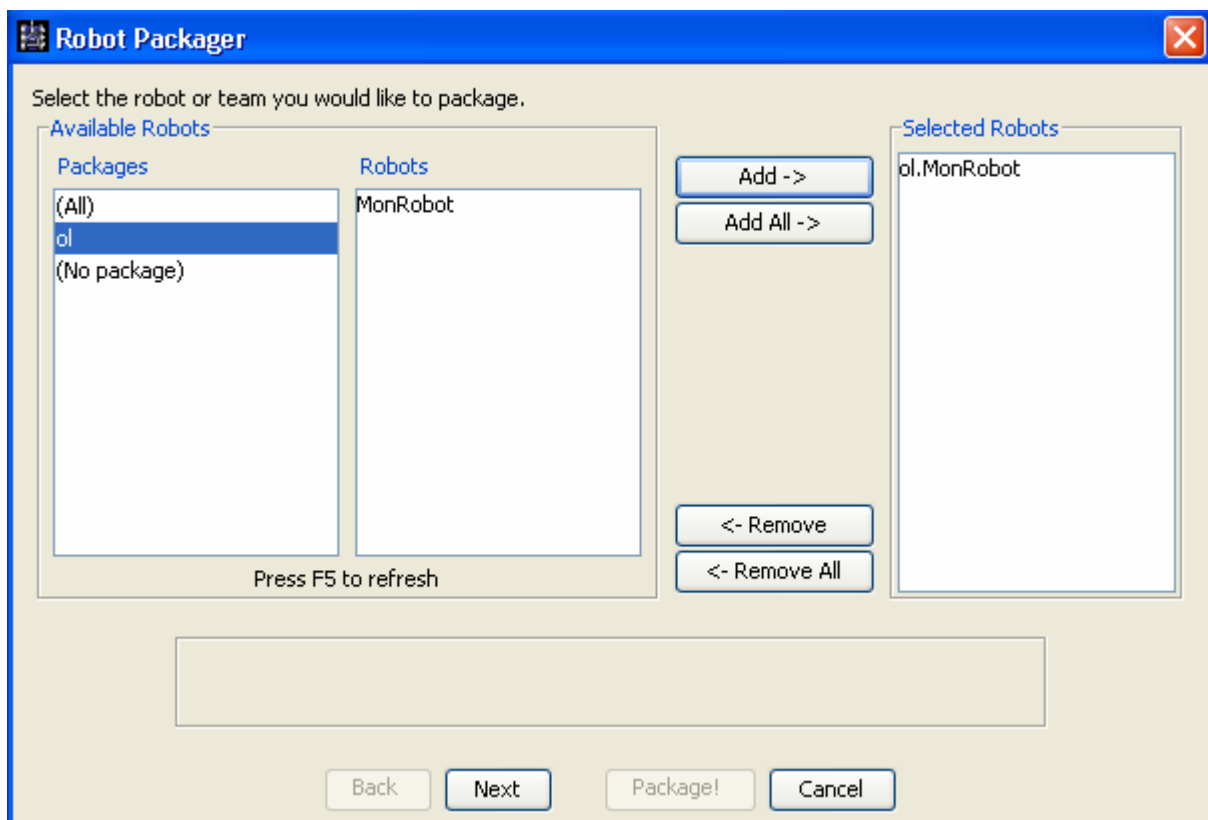 Robot Packager
Select the robot or team you would like to package.
Available Robots
Packages
(All)
ol
(No package)
Robots
MonRobot
Press F5 to refresh
Add ->
Add All ->
<- Remove
<- Remove All
Selected Robots
ol.MonRobot
Back
Next
Package!
Cancel